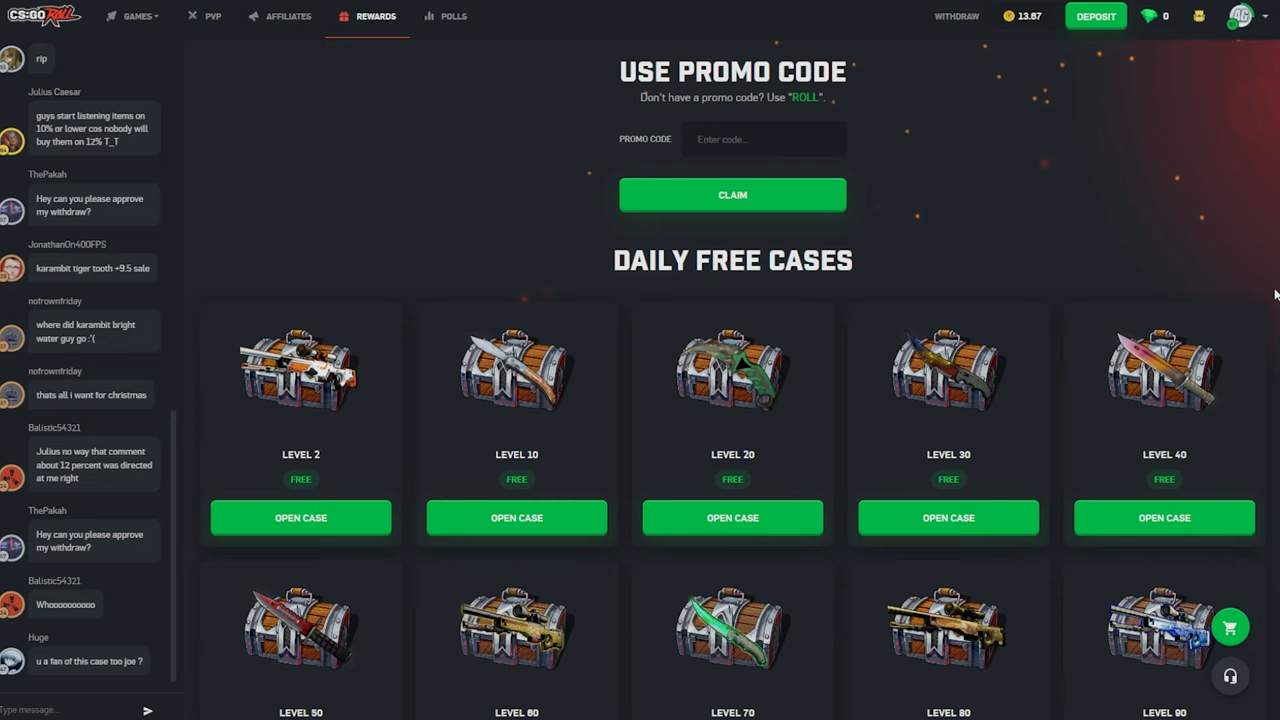 CS:GO ROLL
GAMES
PVP
AFFILIATES
REWARDS
POLLS
WITHDRAW
13.67
DEPOSIT
0
rip
Julius Caesar
guys start listening items on
10% or lower cos nobody will
buy them on 12% T_T
ThePakah
Hey can you please approve
my withdraw?
JonathanOn400FPS
karambit tiger tooth +9.5 sale
nofrownfriday
where did karambit bright
water guy go :'(
nofrownfriday
thats all i want for christmas
Balistic54321
Julius no way that comment
about 12 percent was directed
at me right
ThePakah
Hey can you please approve
my withdraw?
Balistic54321
Whoooooooooo
Huge
u a fan of this case too joe ?
Type message...
USE PROMO CODE
Don't have a promo code? Use "ROLL".
PROMO CODE
Enter code...
CLAIM
DAILY FREE CASES
LEVEL 2
FREE
OPEN CASE
LEVEL 10
FREE
OPEN CASE
LEVEL 20
FREE
OPEN CASE
LEVEL 30
FREE
OPEN CASE
LEVEL 40
FREE
OPEN CASE
LEVEL 50
LEVEL 60
LEVEL 70
LEVEL 80
LEVEL 90